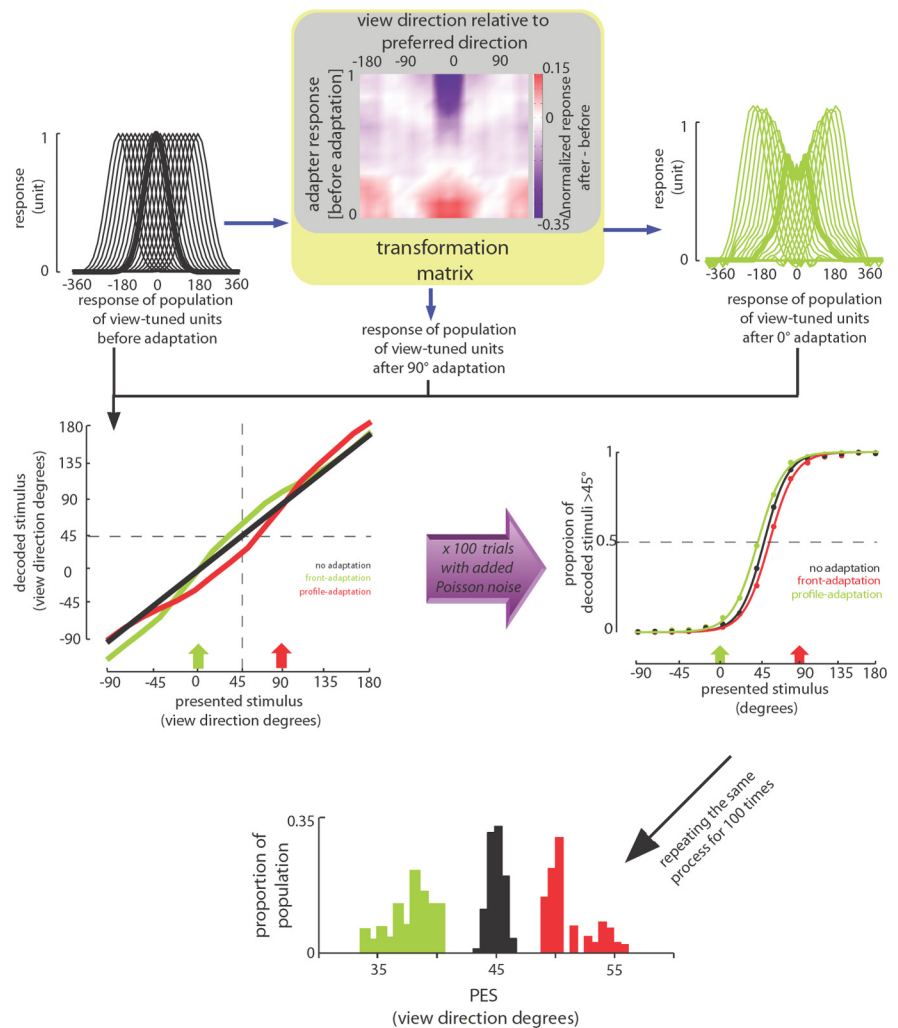 view direction relative to
preferred direction
-180 -90 0 90
adapter response
[before adaptation]
1
0
0.15
0
-0.35
Δnormalized reponse
after - before
transformation
matrix
response
(unit)
1
0
-360 -180 0 180 360
response of population
of view-tuned units
before adaptation
response of population
of view-tuned units
after 90° adaptation
response
(unit)
1
0
-360 -180 0 180 360
response of population
of view-tuned units
after 0° adaptation
decoded stimulus
(view direction degrees)
180
135
90
45
0
-45
-90
no adaptation
front-adaptation
profile-adaptation
-90 -45 0 45 90 135 180
presented stimulus
(view direction degrees)
x 100 trials
with added
Poisson noise
proporion of
decoded stimuli >45°
1
0.5
0
no adaptation
front-adaptation
profile-adaptation
-90 -45 0 45 90 135 180
presented stimulus
(degrees)
repeating the same
process for 100 times
proportion of
population
0.35
0
35 45 55
PES
(view direction degrees)